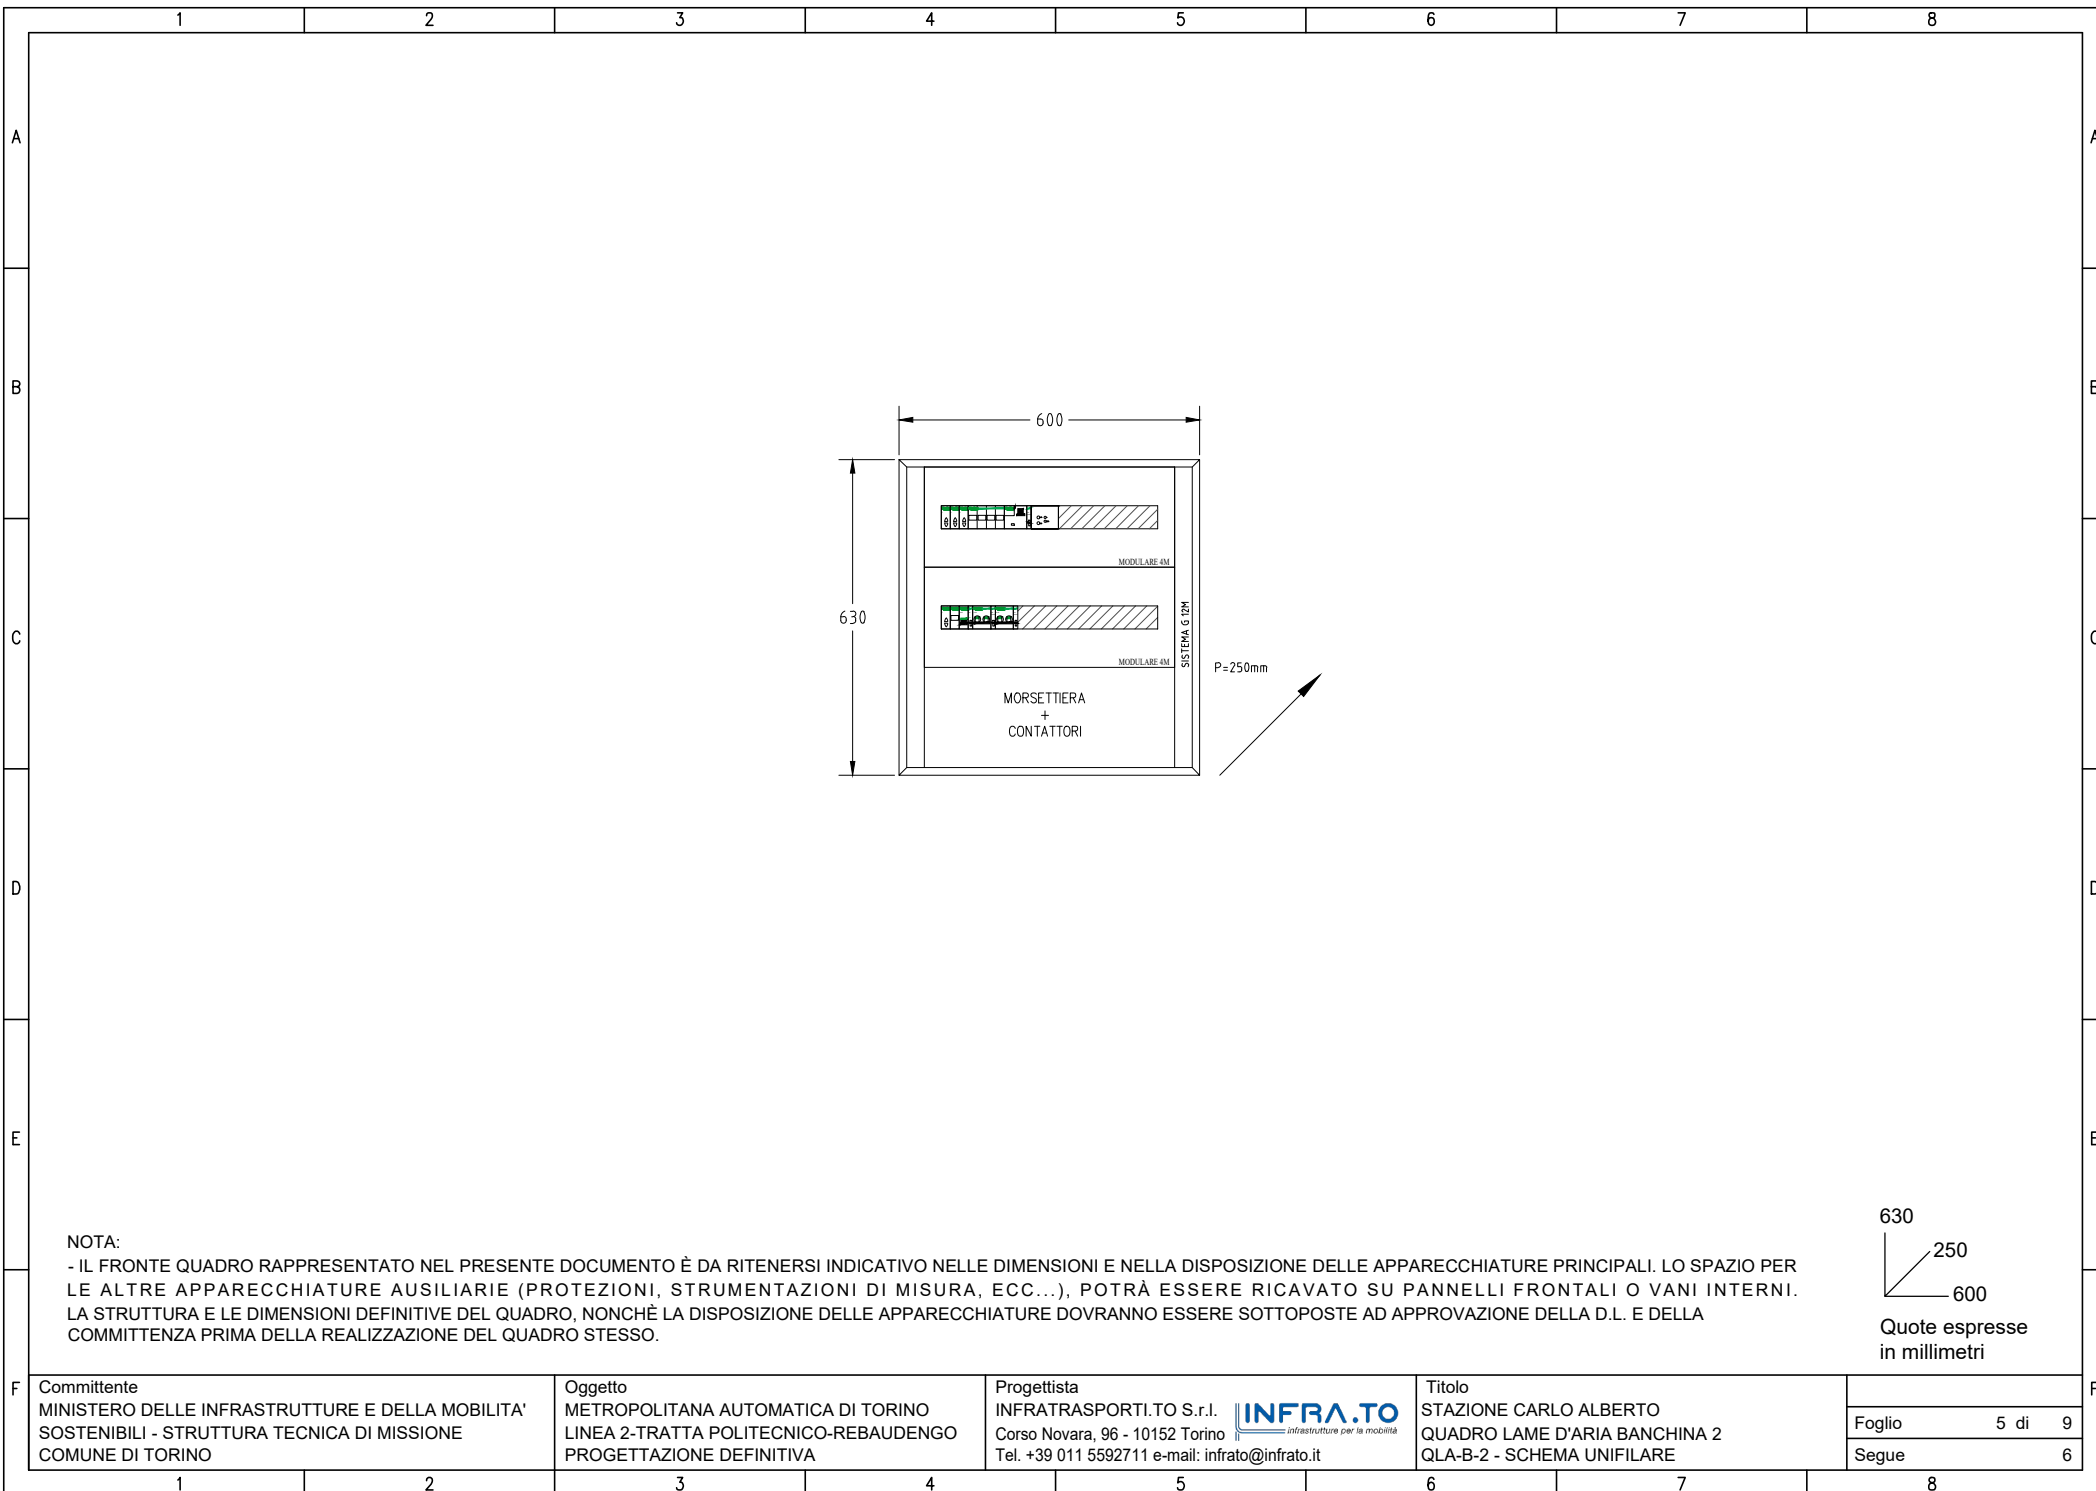 1 2 3 4 5 6 7 8
A A
B B
C C
D D
E E
F F
600
630
MODULARE 4M
MODULARE 4M
SISTEMA G 12M
P=250mm
MORSETTIERA
+
CONTATTORI
630
250
600
Quote espresse
in millimetri
NOTA:
- IL FRONTE QUADRO RAPPRESENTATO NEL PRESENTE DOCUMENTO È DA RITENERSI INDICATIVO NELLE DIMENSIONI E NELLA DISPOSIZIONE DELLE APPARECCHIATURE PRINCIPALI. LO SPAZIO PER
LE ALTRE APPARECCHIATURE AUSILIARIE (PROTEZIONI, STRUMENTAZIONI DI MISURA, ECC...), POTRÀ ESSERE RICAVATO SU PANNELLI FRONTALI O VANI INTERNI.
LA STRUTTURA E LE DIMENSIONI DEFINITIVE DEL QUADRO, NONCHÈ LA DISPOSIZIONE DELLE APPARECCHIATURE DOVRANNO ESSERE SOTTOPOSTE AD APPROVAZIONE DELLA D.L. E DELLA
COMMITTENZA PRIMA DELLA REALIZZAZIONE DEL QUADRO STESSO.
Committente
MINISTERO DELLE INFRASTRUTTURE E DELLA MOBILITA'
SOSTENIBILI - STRUTTURA TECNICA DI MISSIONE
COMUNE DI TORINO
Oggetto
METROPOLITANA AUTOMATICA DI TORINO
LINEA 2-TRATTA POLITECNICO-REBAUDENGO
PROGETTAZIONE DEFINITIVA
Progettista
INFRATRASPORTI.TO S.r.l.
Corso Novara, 96 - 10152 Torino
Tel. +39 011 5592711 e-mail: infrato@infrato.it
INFRA.TO
infrastrutture per la mobilità
Titolo
STAZIONE CARLO ALBERTO
QUADRO LAME D'ARIA BANCHINA 2
QLA-B-2 - SCHEMA UNIFILARE
Foglio 5 di 9
Segue 6
1 2 3 4 5 6 7 8